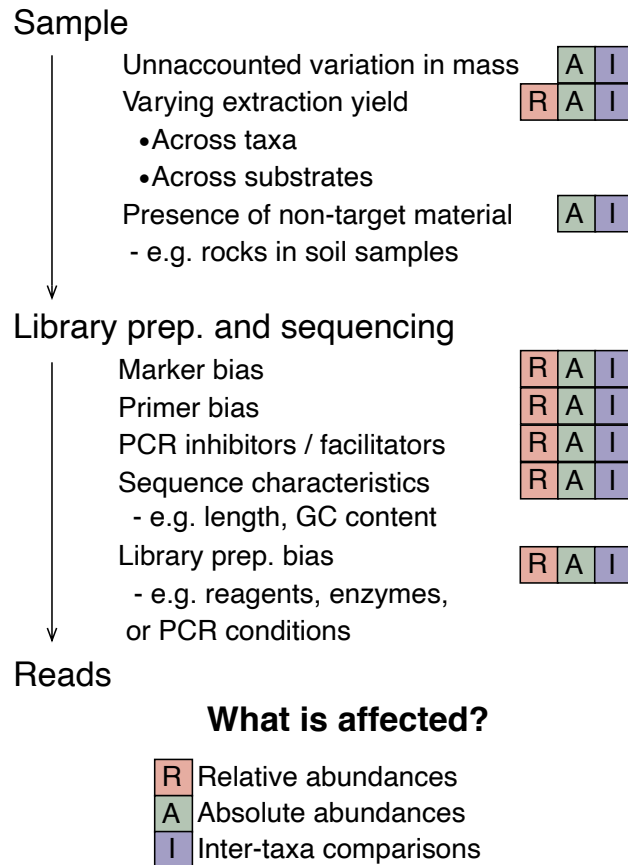 Sample
Unnaccounted variation in mass A I
Varying extraction yield R A I
•Across taxa
•Across substrates
Presence of non-target material A I
- e.g. rocks in soil samples
Library prep. and sequencing
Marker bias R A I
Primer bias R A I
PCR inhibitors / facilitators R A I
Sequence characteristics R A I
- e.g. length, GC content
Library prep. bias R A I
- e.g. reagents, enzymes,
or PCR conditions
Reads
What is affected?
R Relative abundances
A Absolute abundances
I Inter-taxa comparisons